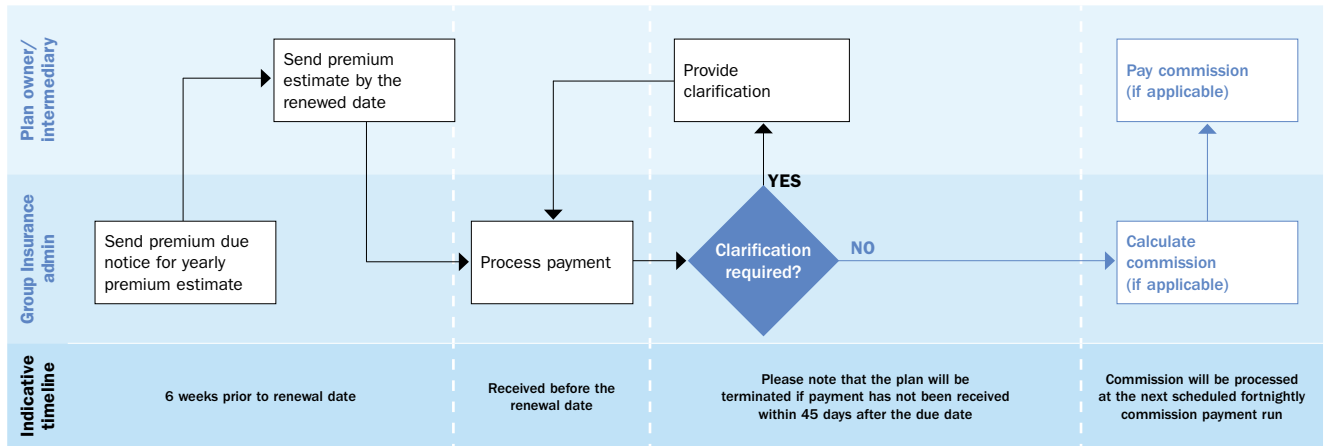 Plan owner/
intermediary
Send premium
estimate by the
renewed date
Provide
clarification
Pay commission
(if applicable)
Group Insurance
admin
Send premium due
notice for yearly
premium estimate
Process payment
YES
Clarification
required?
NO
Calculate
commission
(if applicable)
Indicative
timeline
6 weeks prior to renewal date
Received before the
renewal date
Please note that the plan will be
terminated if payment has not been received
within 45 days after the due date
Commission will be processed
at the next scheduled fortnightly
commission payment run